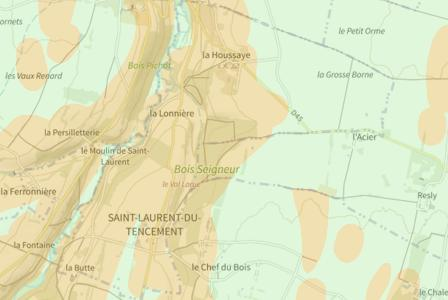 ornets
le Petit Orme
la Houssaye
Bois Pichot
les Vaux Renard
la Grosse Borne
la Lonnière
D45
la Persilletterie
l'Acier
le Moulin de Saint-
Laurent
Bois Seigneur
le Val Larue
la Ferronnière
Resly
SAINT-LAURENT-DU-
TENCEMENT
la Fontaine
la Butte
le Chef du Bois
le Chale